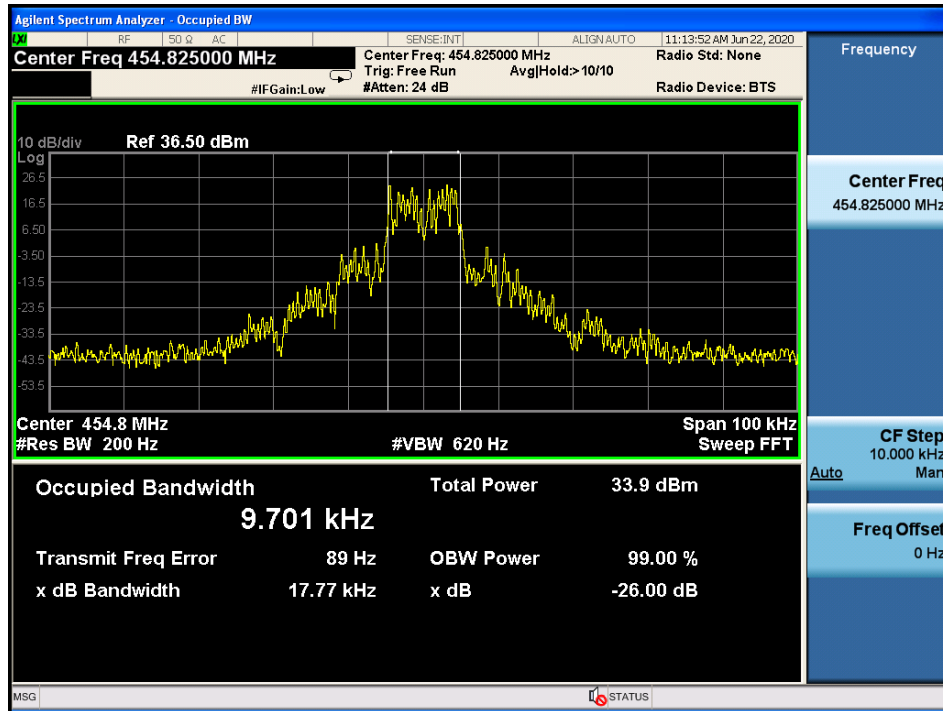 Agilent Spectrum Analyzer - Occupied BW
LXI RF 50 Ω AC SENSE:INT ALIGN AUTO 11:13:52 AM Jun 22, 2020
Center Freq 454.825000 MHz
Center Freq: 454.825000 MHz
Radio Std: None
Trig: Free Run Avg|Hold:> 10/10
#IFGain:Low
#Atten: 24 dB
Radio Device: BTS
10 dB/div Ref 36.50 dBm
Log
26.5
16.5
6.50
-3.50
-13.5
-23.5
-33.5
-43.5
-53.5
Center 454.8 MHz Span 100 kHz
#Res BW 200 Hz #VBW 620 Hz Sweep FFT
Occupied Bandwidth Total Power 33.9 dBm
9.701 kHz
Transmit Freq Error 89 Hz OBW Power 99.00 %
x dB Bandwidth 17.77 kHz x dB -26.00 dB
MSG STATUS
Frequency
Center Freq
454.825000 MHz
CF Step
10.000 kHz
Auto Man
Freq Offset
0 Hz